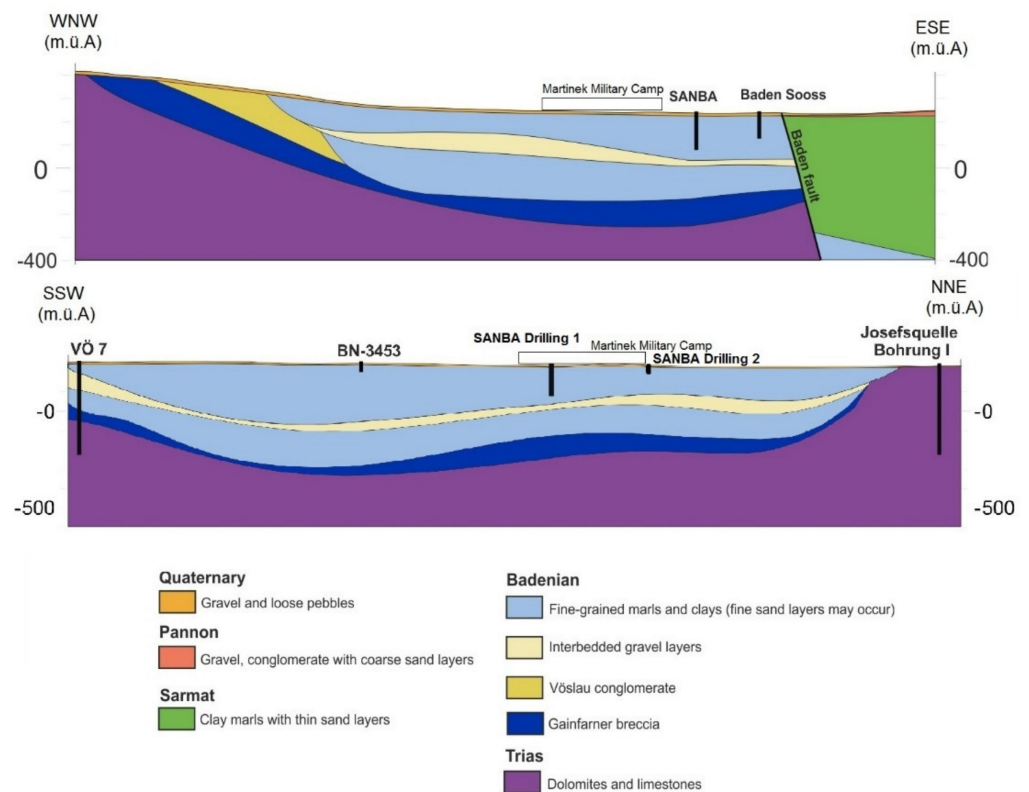 WNW
(m.ü.A)
ESE
(m.ü.A)
Martinek Military Camp
SANBA
Baden Sooss
Baden fault
0
0
-400
-400
SSW
(m.ü.A)
NNE
(m.ü.A)
VÖ 7
BN-3453
SANBA Drilling 1
Martinek Military Camp
SANBA Drilling 2
Josefsquelle
Bohrung I
-0
-0
-500
-500
Quaternary
Gravel and loose pebbles
Pannon
Gravel, conglomerate with coarse sand layers
Sarmat
Clay marls with thin sand layers
Badenian
Fine-grained marls and clays (fine sand layers may occur)
Interbedded gravel layers
Vöslau conglomerate
Gainfarner breccia
Trias
Dolomites and limestones